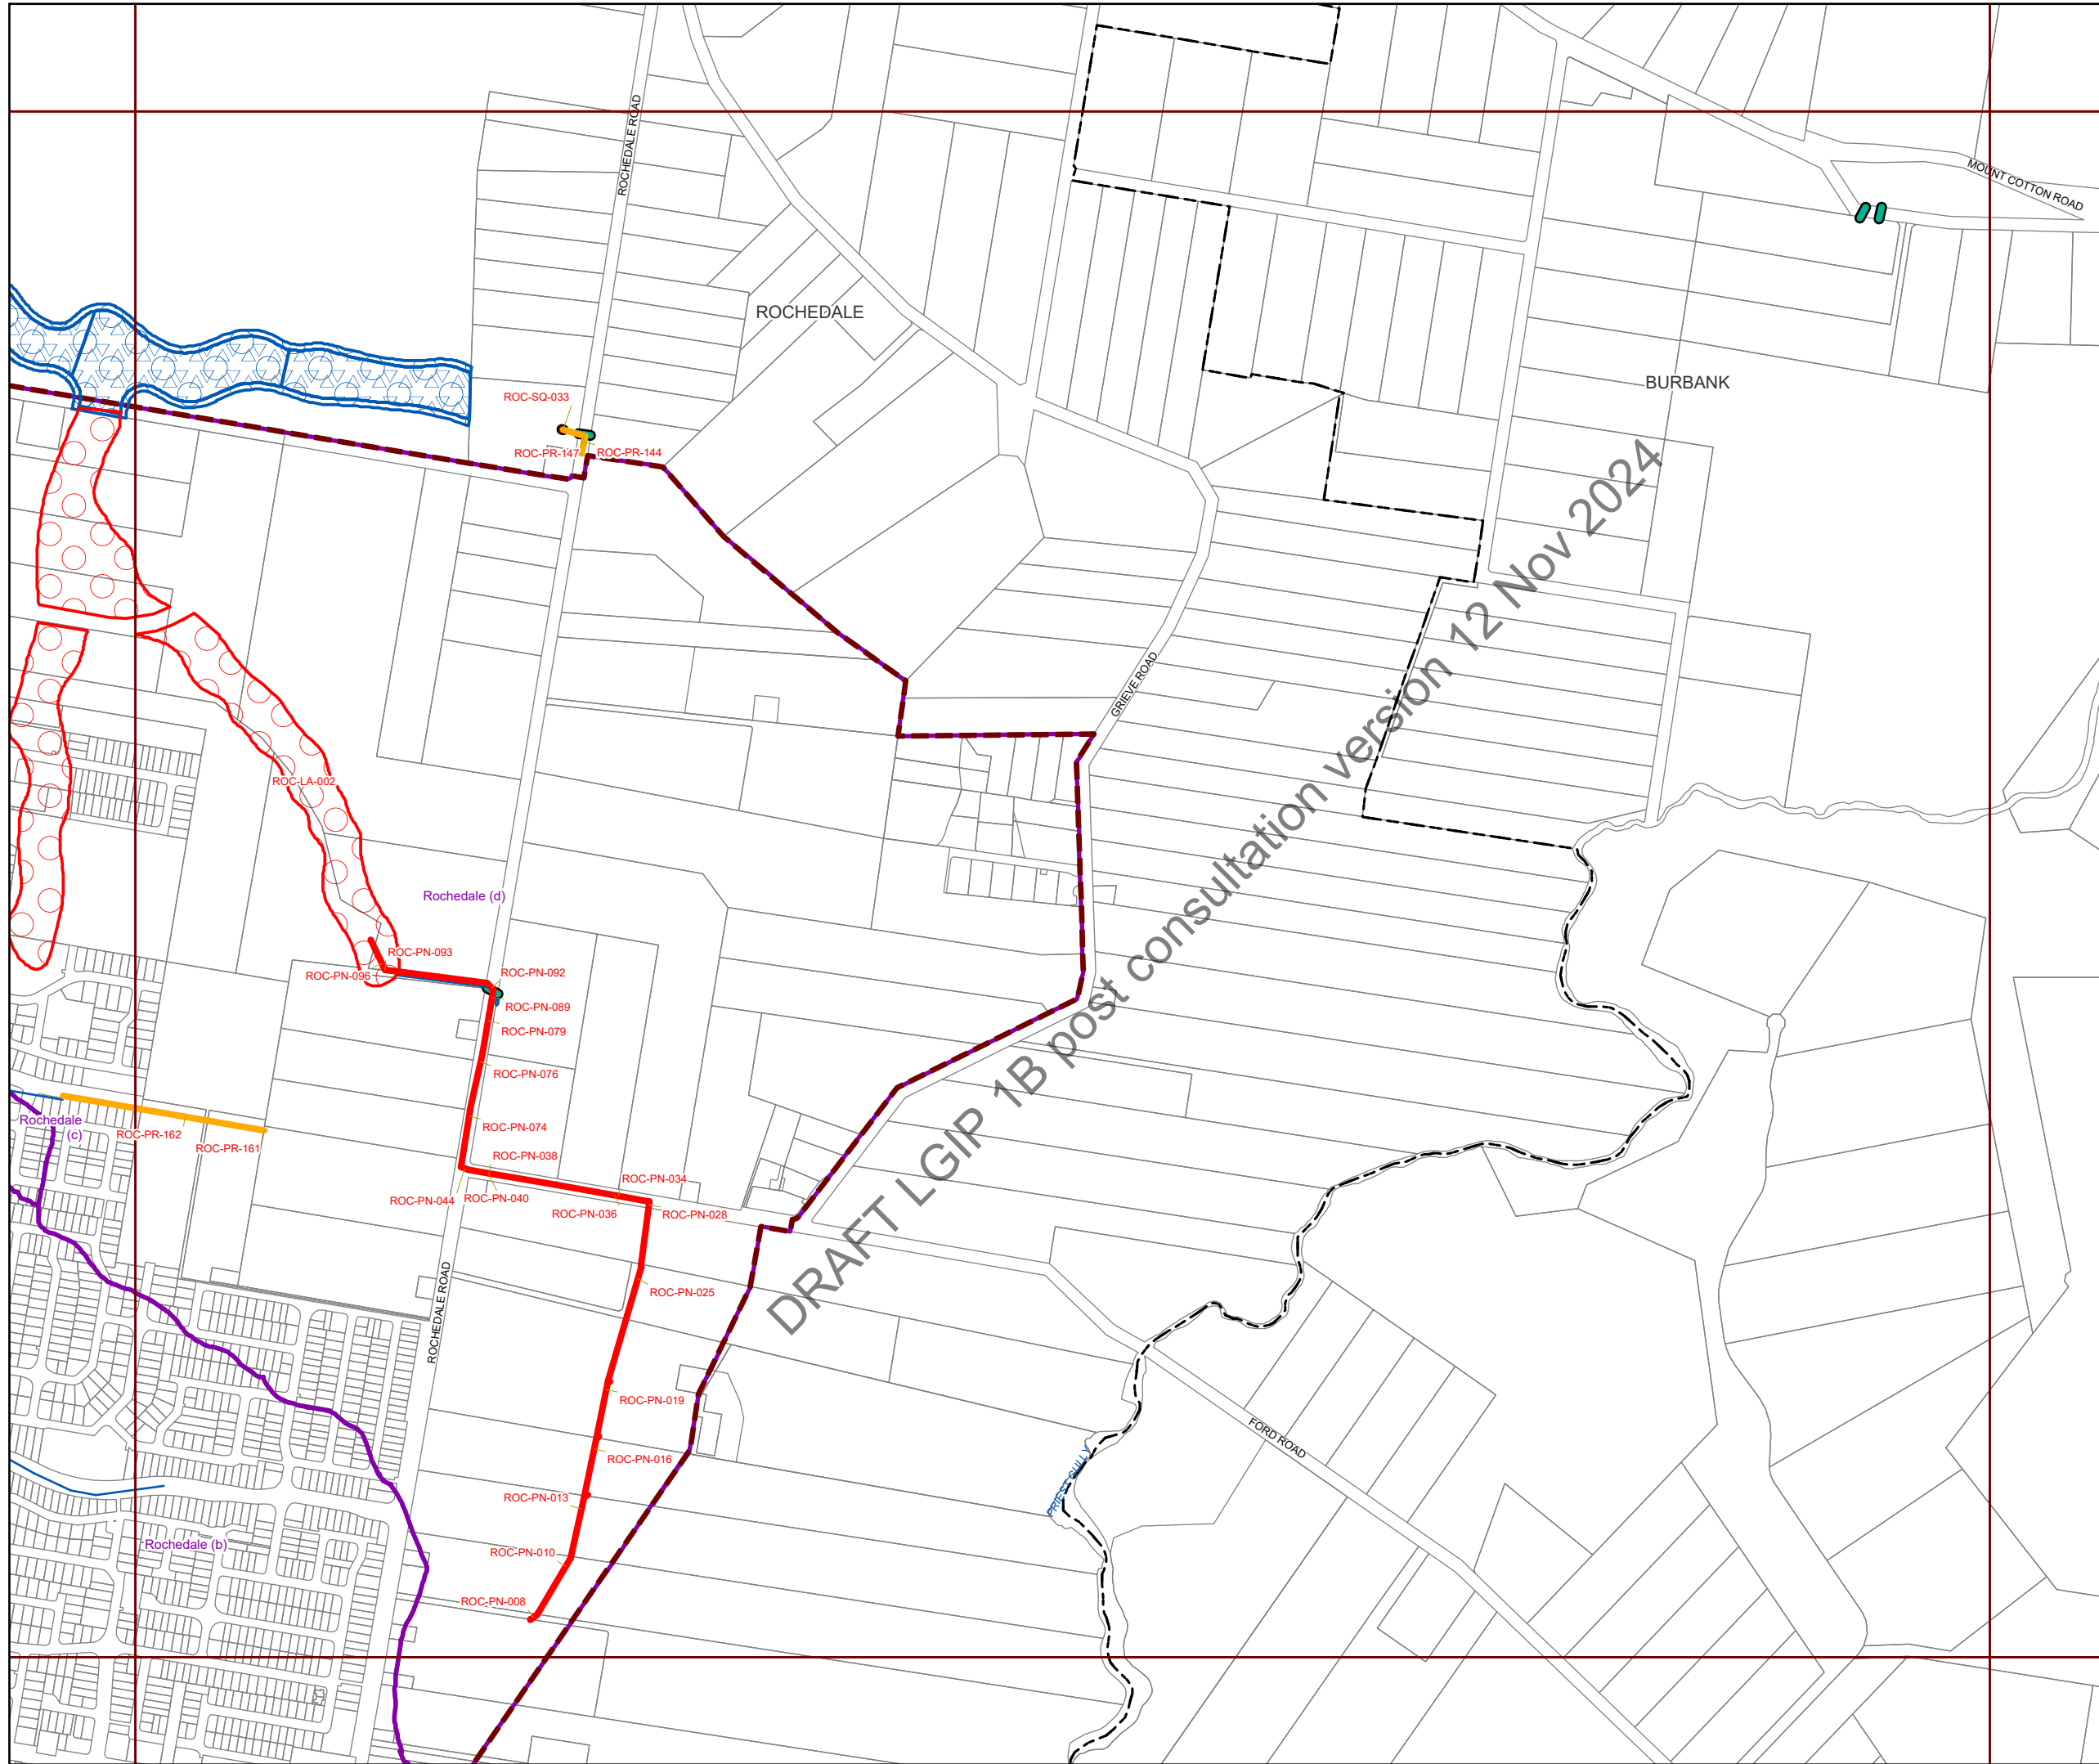 ROCHEDALE ROAD
MOUNT COTTON ROAD
ROCHEDALE
BURBANK
ROC-SQ-033
ROC-PR-147
ROC-PR-144
DRAFT LGIP 1B post consultation version 12 Nov 2024
GRIEVE ROAD
ROC-LA-002
Rochedale (d)
ROC-PN-093
ROC-PN-096
ROC-PN-092
ROC-PN-089
ROC-PN-079
ROC-PN-076
Rochedale
(c)
ROC-PR-162
ROC-PR-161
ROC-PN-074
ROC-PN-038
ROC-PN-034
ROC-PN-044
ROC-PN-040
ROC-PN-036
ROC-PN-028
ROC-PN-025
ROCHEDALE ROAD
ROC-PN-019
FORD ROAD
ROC-PN-016
PRIEST GULLY
ROC-PN-013
Rochedale (b)
ROC-PN-010
ROC-PN-008